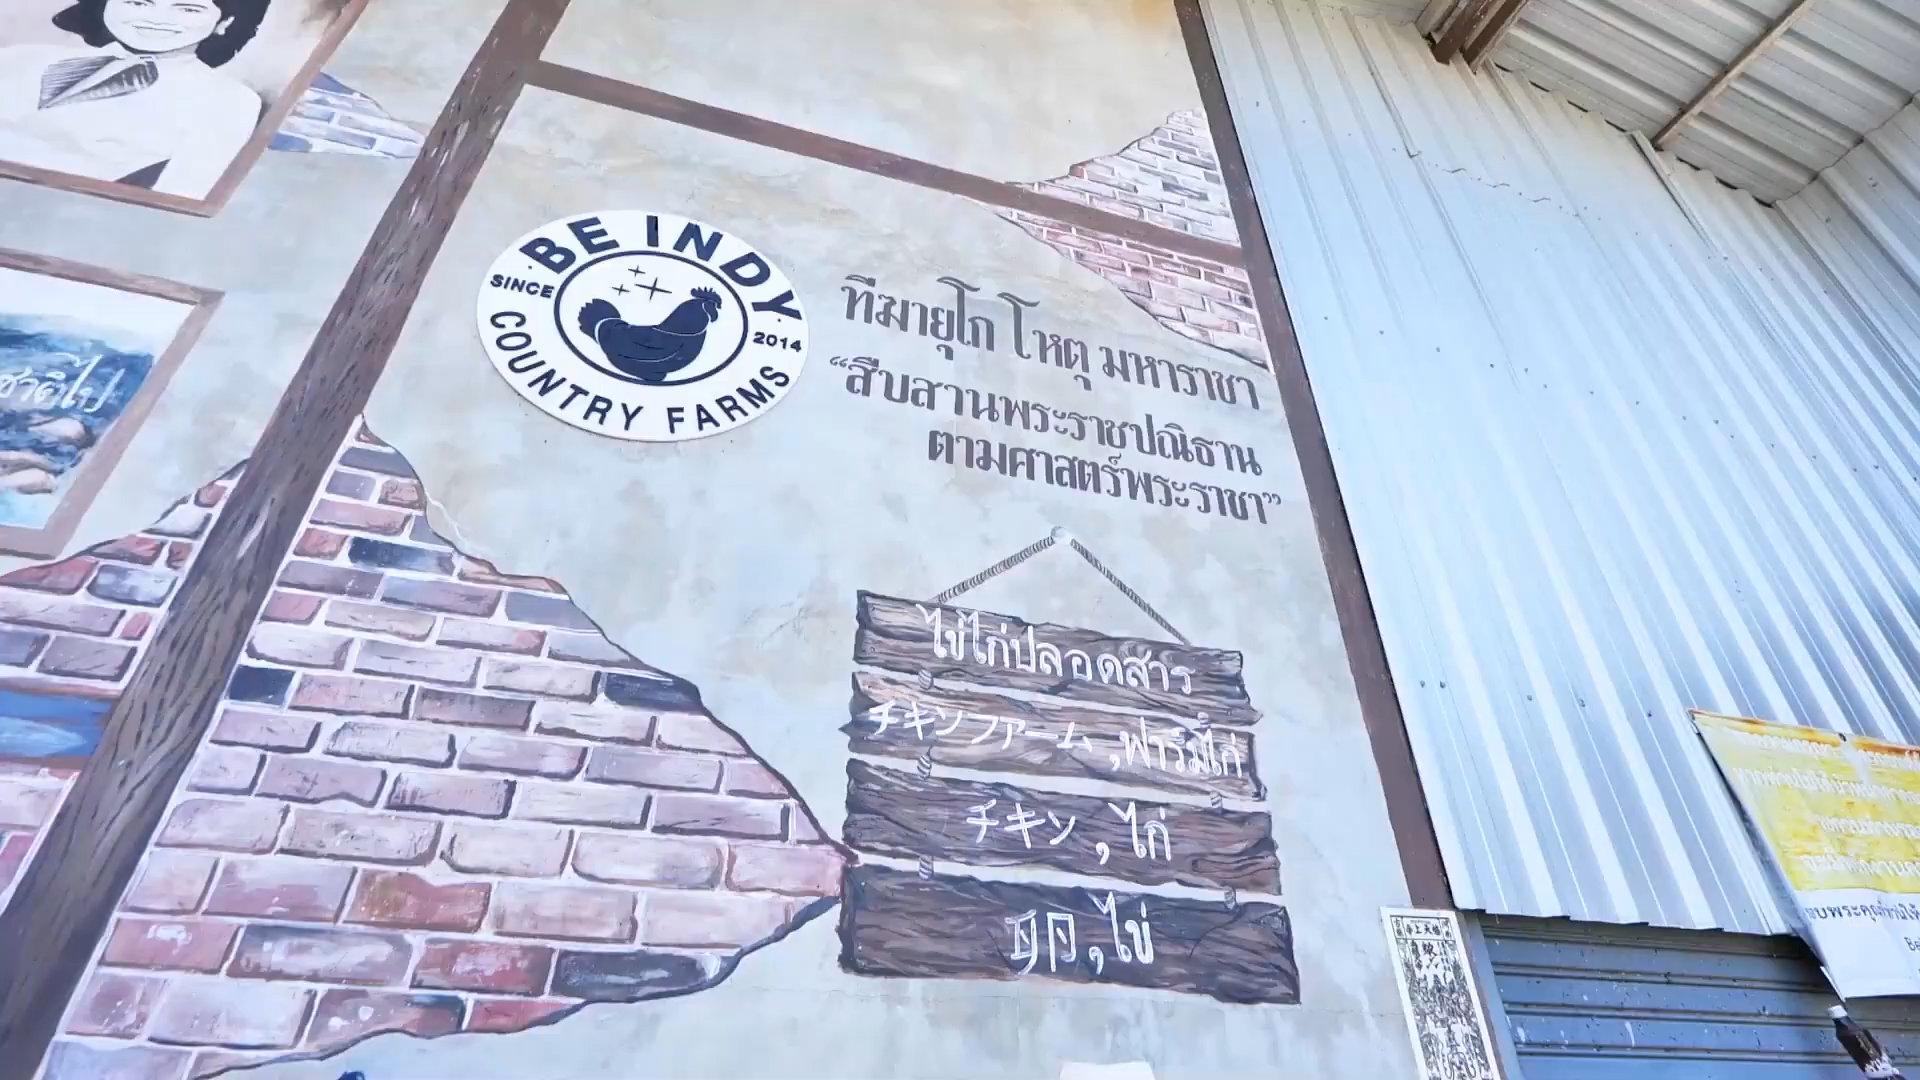 BE INDY
SINCE
2014
COUNTRY FARMS
ทีฆายุโก โหตุ มหาราชา
“สืบสานพระราชปณิธาน
ตามศาสตร์พระราชา”
ไข่ไก่ปลอดสาร
チキンファーム,ฟาร์มไก่
チキン,ไก่
,ไข่